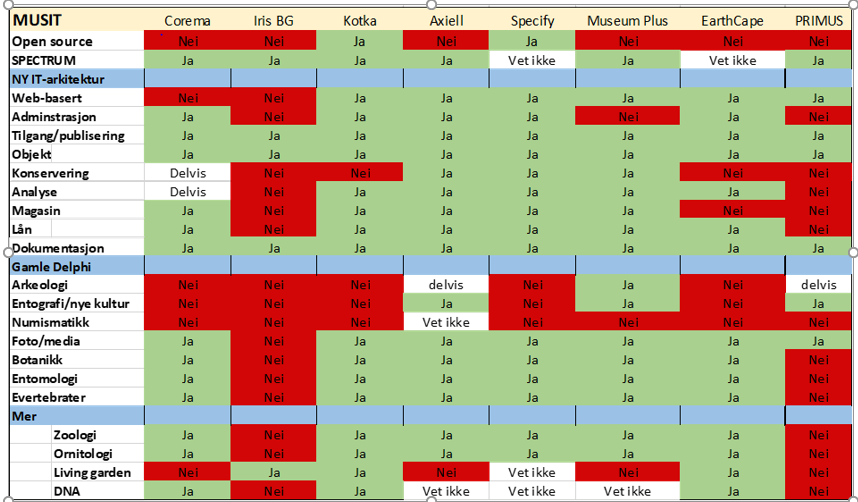 MUSIT Corema Iris BG Kotka Axiell Specify Museum Plus EarthCape PRIMUS
Open source Nei Nei Ja Nei Ja Nei Nei Nei
SPECTRUM Ja Ja Ja Ja Vet ikke Ja Vet ikke Ja
NY IT-arkitektur
Web-basert Nei Nei Ja Ja Ja Ja Ja Ja
Adminstrasjon Ja Nei Ja Ja Ja Nei Ja Nei
Tilgang/publisering Ja Ja Ja Ja Ja Ja Ja Ja
Objekt Ja Ja Ja Ja Ja Ja Ja Ja
Konservering Delvis Nei Nei Ja Ja Ja Nei Nei
Analyse Delvis Nei Ja Ja Ja Ja Ja Nei
Magasin Ja Nei Ja Ja Ja Ja Nei Nei
Lån Ja Nei Ja Ja Ja Ja Ja Nei
Dokumentasjon Ja Ja Ja Ja Ja Ja Ja Ja
Gamle Delphi
Arkeologi Nei Nei Nei delvis Nei Ja Nei delvis
Entografi/nye kultur Nei Nei Nei Ja Nei Ja Nei Ja
Numismatikk Nei Nei Nei Vet ikke Nei Nei Nei Nei
Foto/media Ja Nei Ja Ja Ja Ja Ja Ja
Botanikk Ja Nei Ja Ja Ja Ja Ja Nei
Entomologi Ja Nei Ja Ja Ja Ja Ja Nei
Evertebrater Ja Nei Ja Ja Ja Ja Ja Nei
Mer
Zoologi Ja Nei Ja Ja Ja Ja Ja Nei
Ornitologi Ja Nei Ja Ja Ja Ja Ja Nei
Living garden Nei Ja Ja Nei Vet ikke Nei Ja Nei
DNA Ja Nei Ja Vet ikke Vet ikke Vet ikke Ja Nei